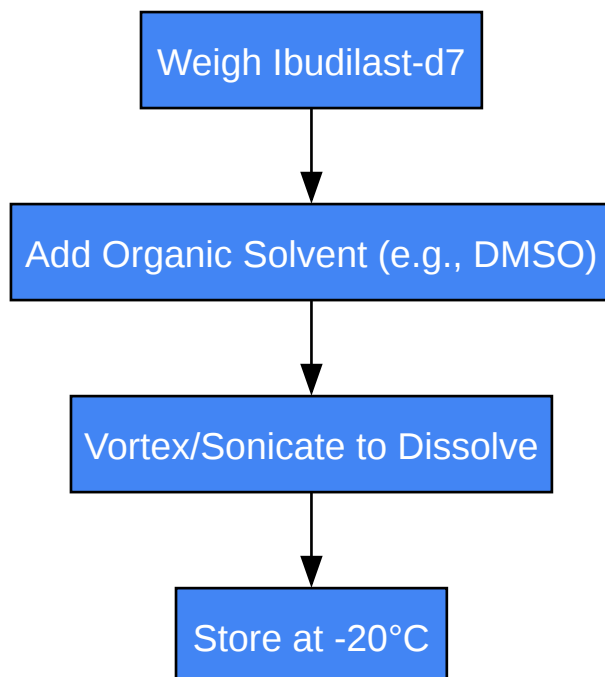 Weigh Ibudilast-d7
Add Organic Solvent (e.g., DMSO)
Vortex/Sonicate to Dissolve
Store at -20°C